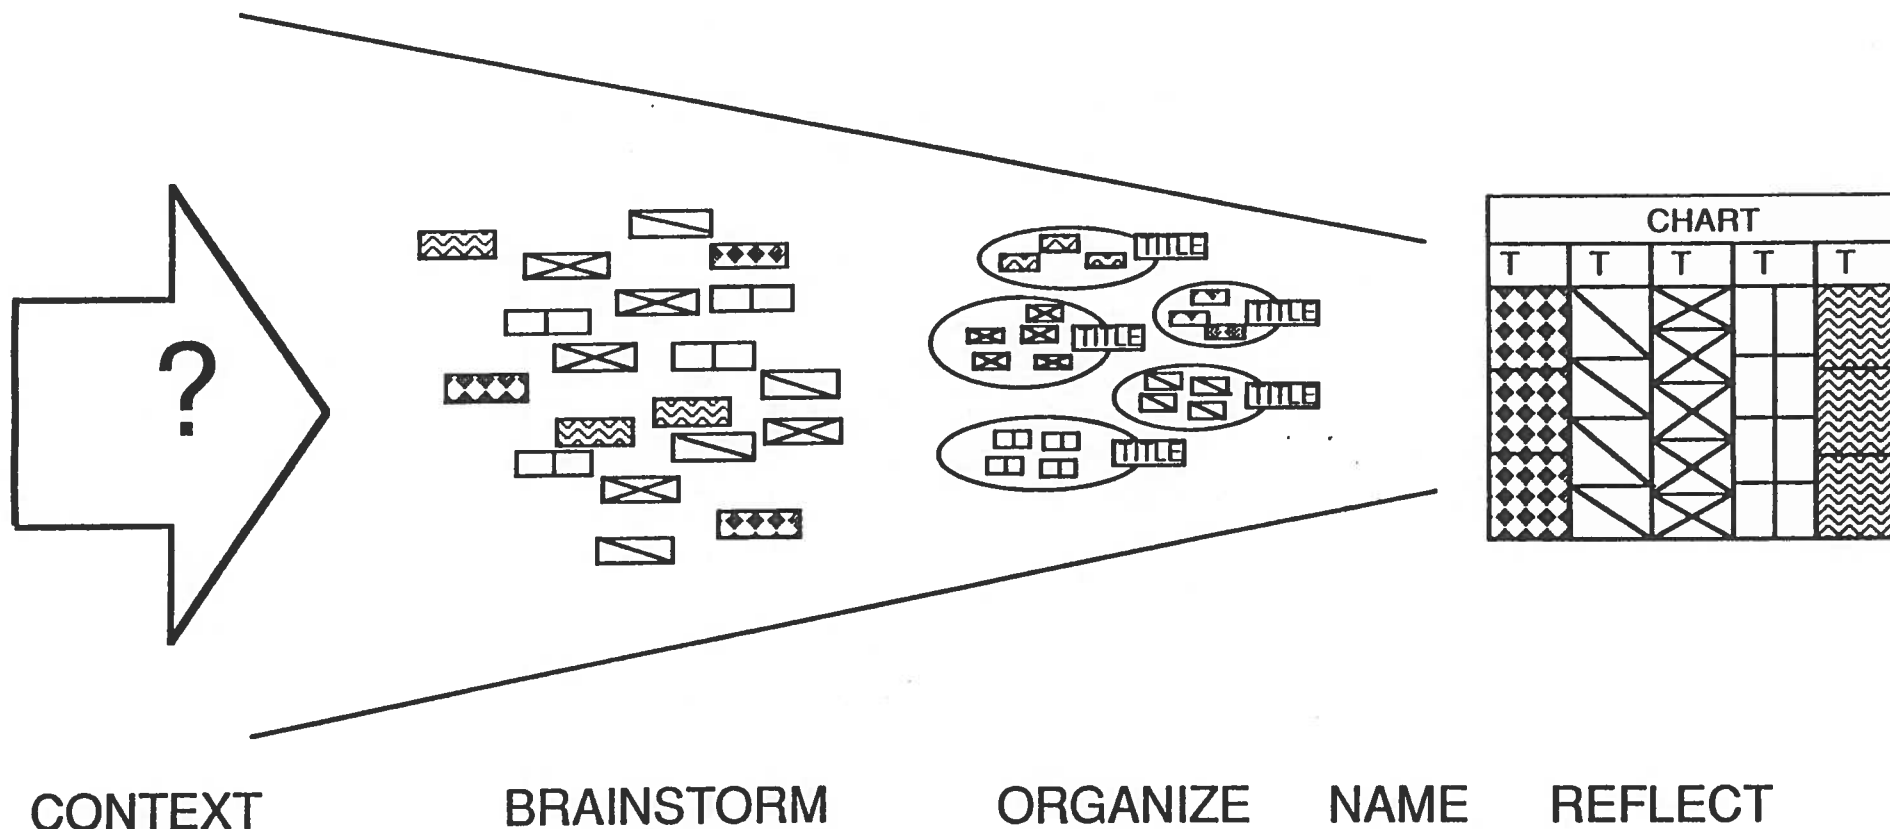 ?
TITLE
TITLE
TITLE
TITLE
TITLE
CHART
T T T T T
CONTEXT BRAINSTORM ORGANIZE NAME REFLECT